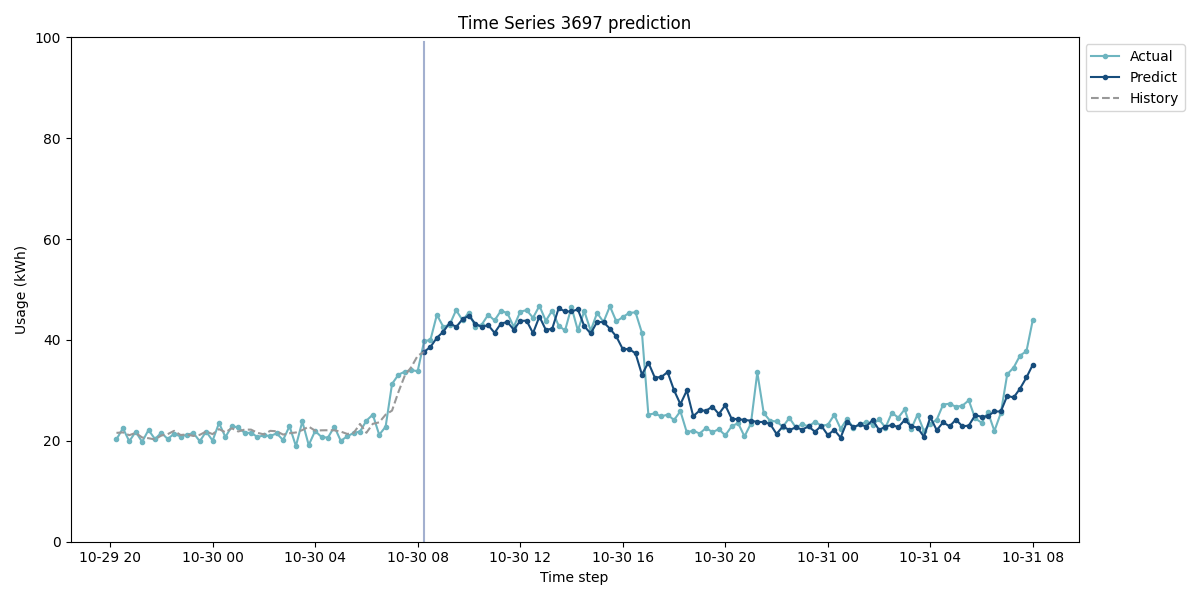 Time Series 3697 prediction
100
80
60
40
20
0
Usage (kWh)
10-29 20 10-30 00 10-30 04 10-30 08 10-30 12 10-30 16 10-30 20 10-31 00 10-31 04 10-31 08
Time step
Actual
Predict
History